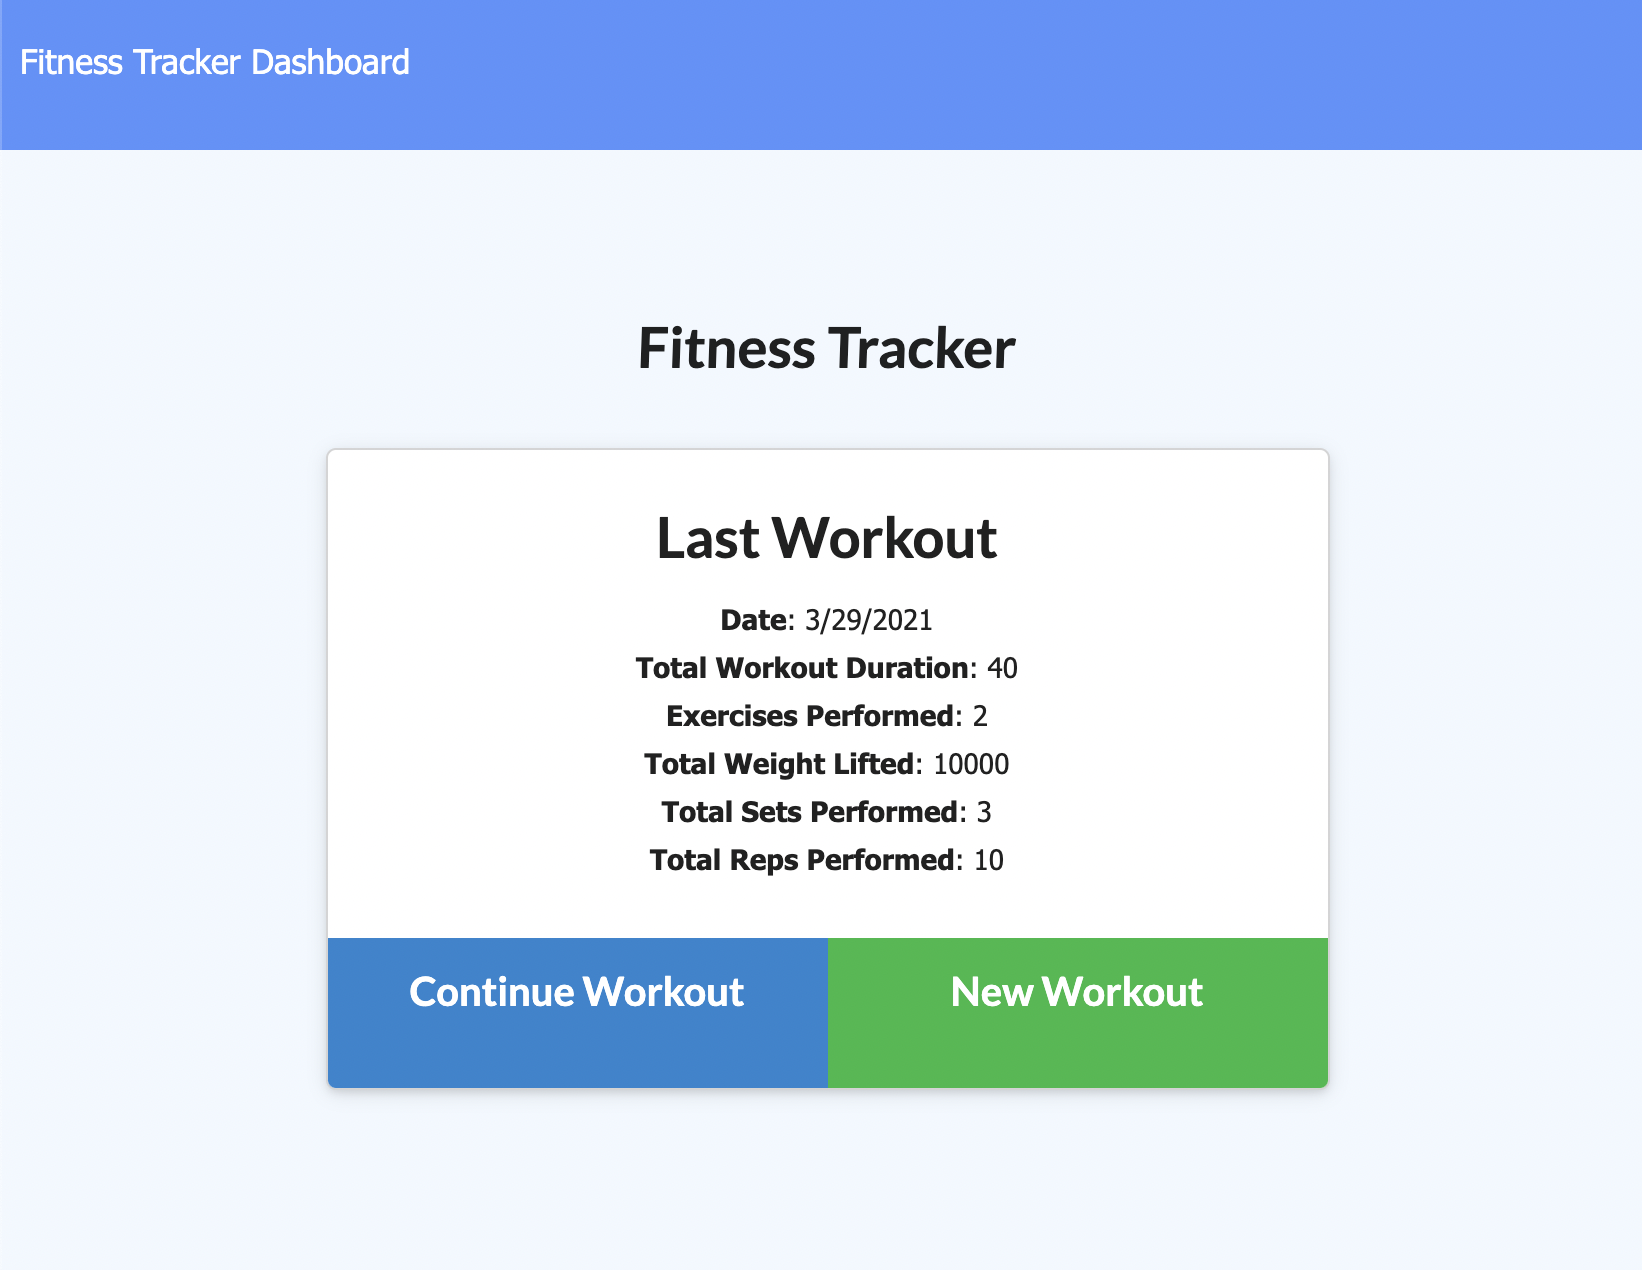 Fitness Tracker Dashboard
Fitness Tracker
Last Workout
Date: 3/29/2021
Total Workout Duration: 40
Exercises Performed: 2
Total Weight Lifted: 10000
Total Sets Performed: 3
Total Reps Performed: 10
Continue Workout
New Workout